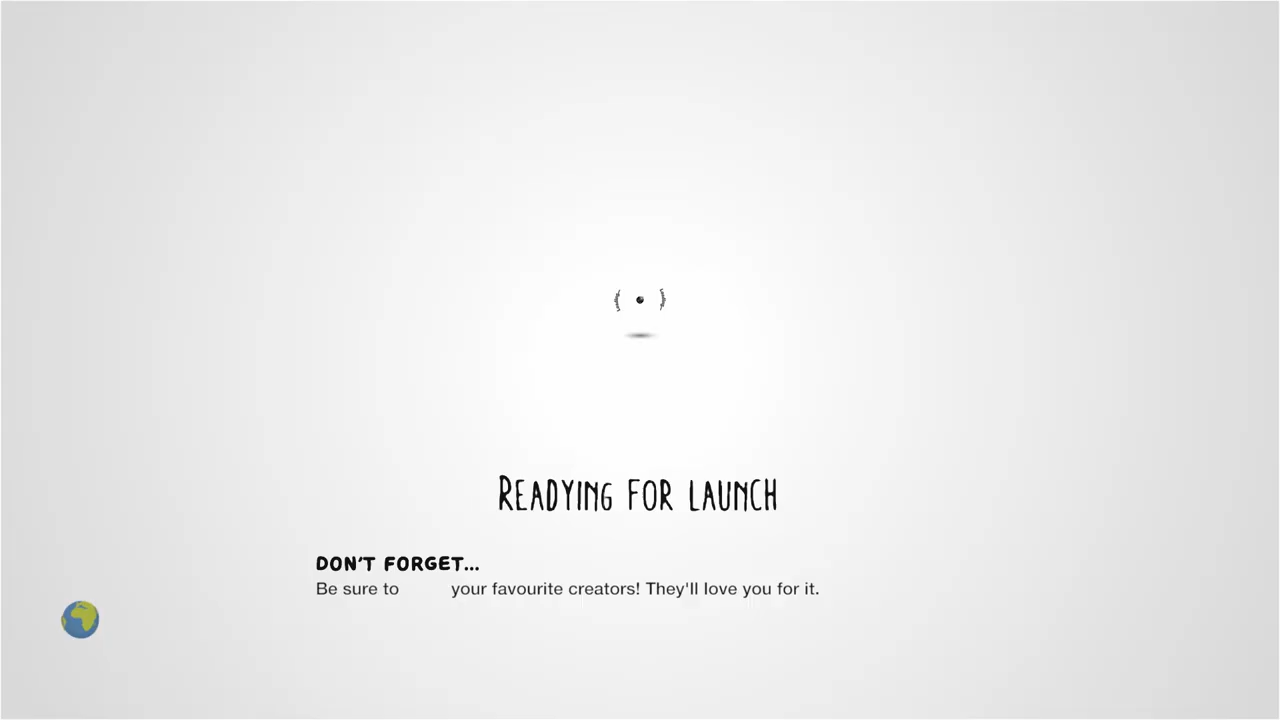 Readying for launch
Don't forget...
Be sure to your favourite creators! They'll love you for it.